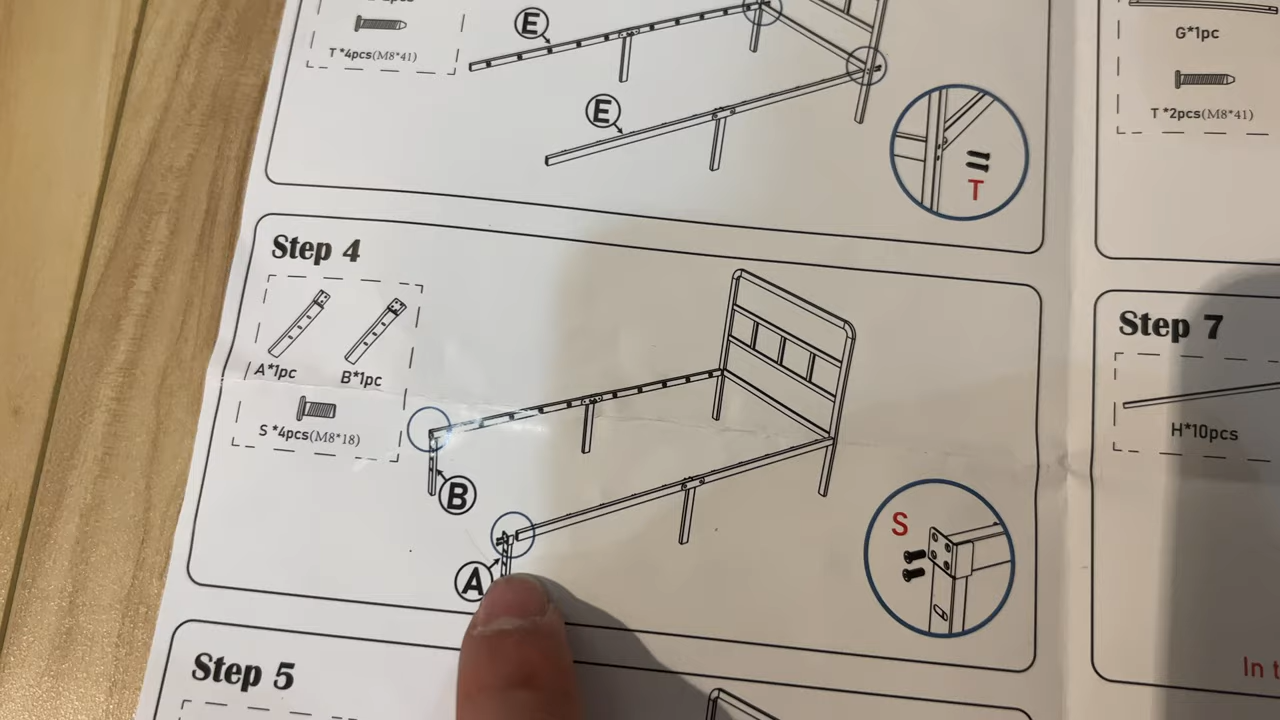 T *4pcs(M8*41)
E
E
T
Step 4
A*1pc
B*1pc
S *4pcs(M8*18)
B
A
S
Step 5
G*1pc
T *2pcs(M8*41)
Step 7
H*10pcs
In